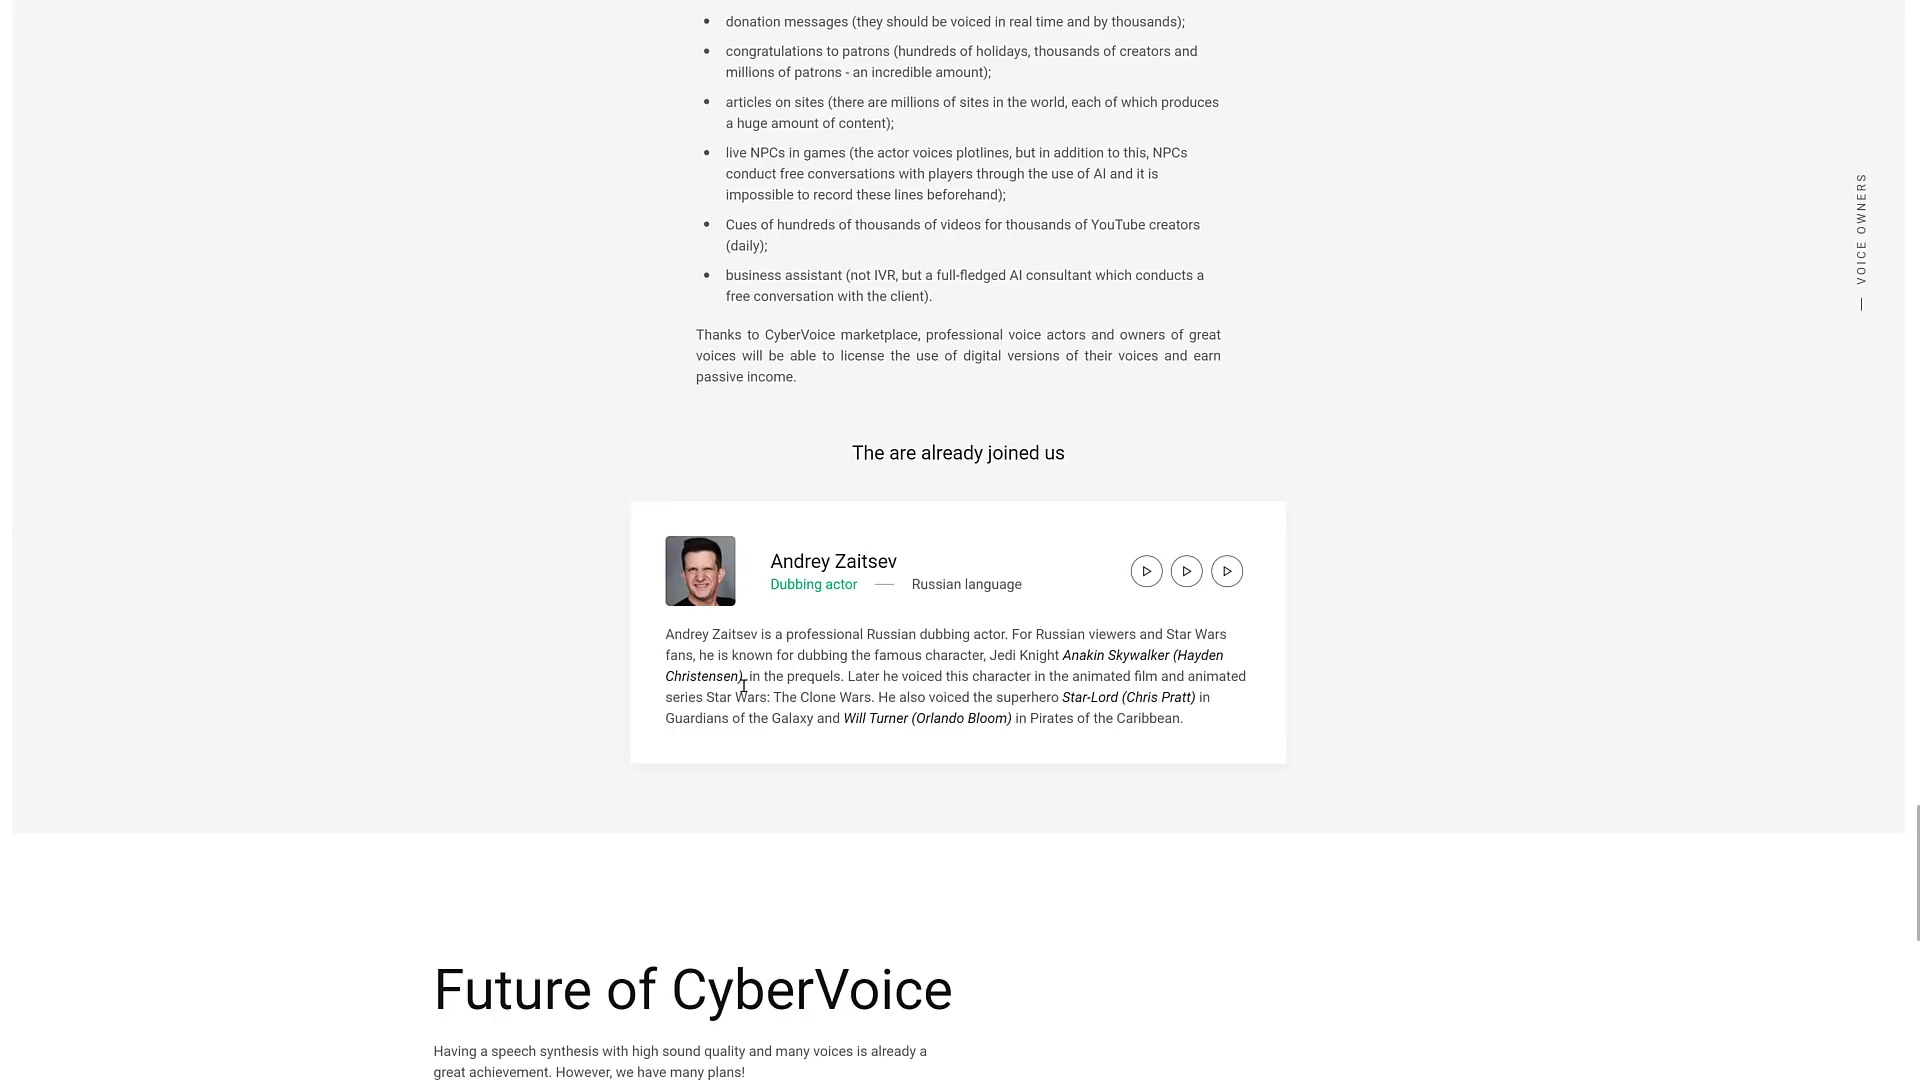 donation messages (they should be voiced in real time and by thousands);
congratulations to patrons (hundreds of holidays, thousands of creators and
millions of patrons - an incredible amount);
articles on sites (there are millions of sites in the world, each of which produces
a huge amount of content);
live NPCs in games (the actor voices plotlines, but in addition to this, NPCs
conduct free conversations with players through the use of AI and it is
impossible to record these lines beforehand);
Cues of hundreds of thousands of videos for thousands of YouTube creators
(daily);
business assistant (not IVR, but a full-fledged AI consultant which conducts a
free conversation with the client).
Thanks to CyberVoice marketplace, professional voice actors and owners of great
voices will be able to license the use of digital versions of their voices and earn
passive income.
— VOICE OWNERS
The are already joined us
Andrey Zaitsev
Dubbing actor — Russian language
Andrey Zaitsev is a professional Russian dubbing actor. For Russian viewers and Star Wars
fans, he is known for dubbing the famous character, Jedi Knight Anakin Skywalker (Hayden
Christensen) in the prequels. Later he voiced this character in the animated film and animated
series Star Wars: The Clone Wars. He also voiced the superhero Star-Lord (Chris Pratt) in
Guardians of the Galaxy and Will Turner (Orlando Bloom) in Pirates of the Caribbean.
Future of CyberVoice
Having a speech synthesis with high sound quality and many voices is already a
great achievement. However, we have many plans!